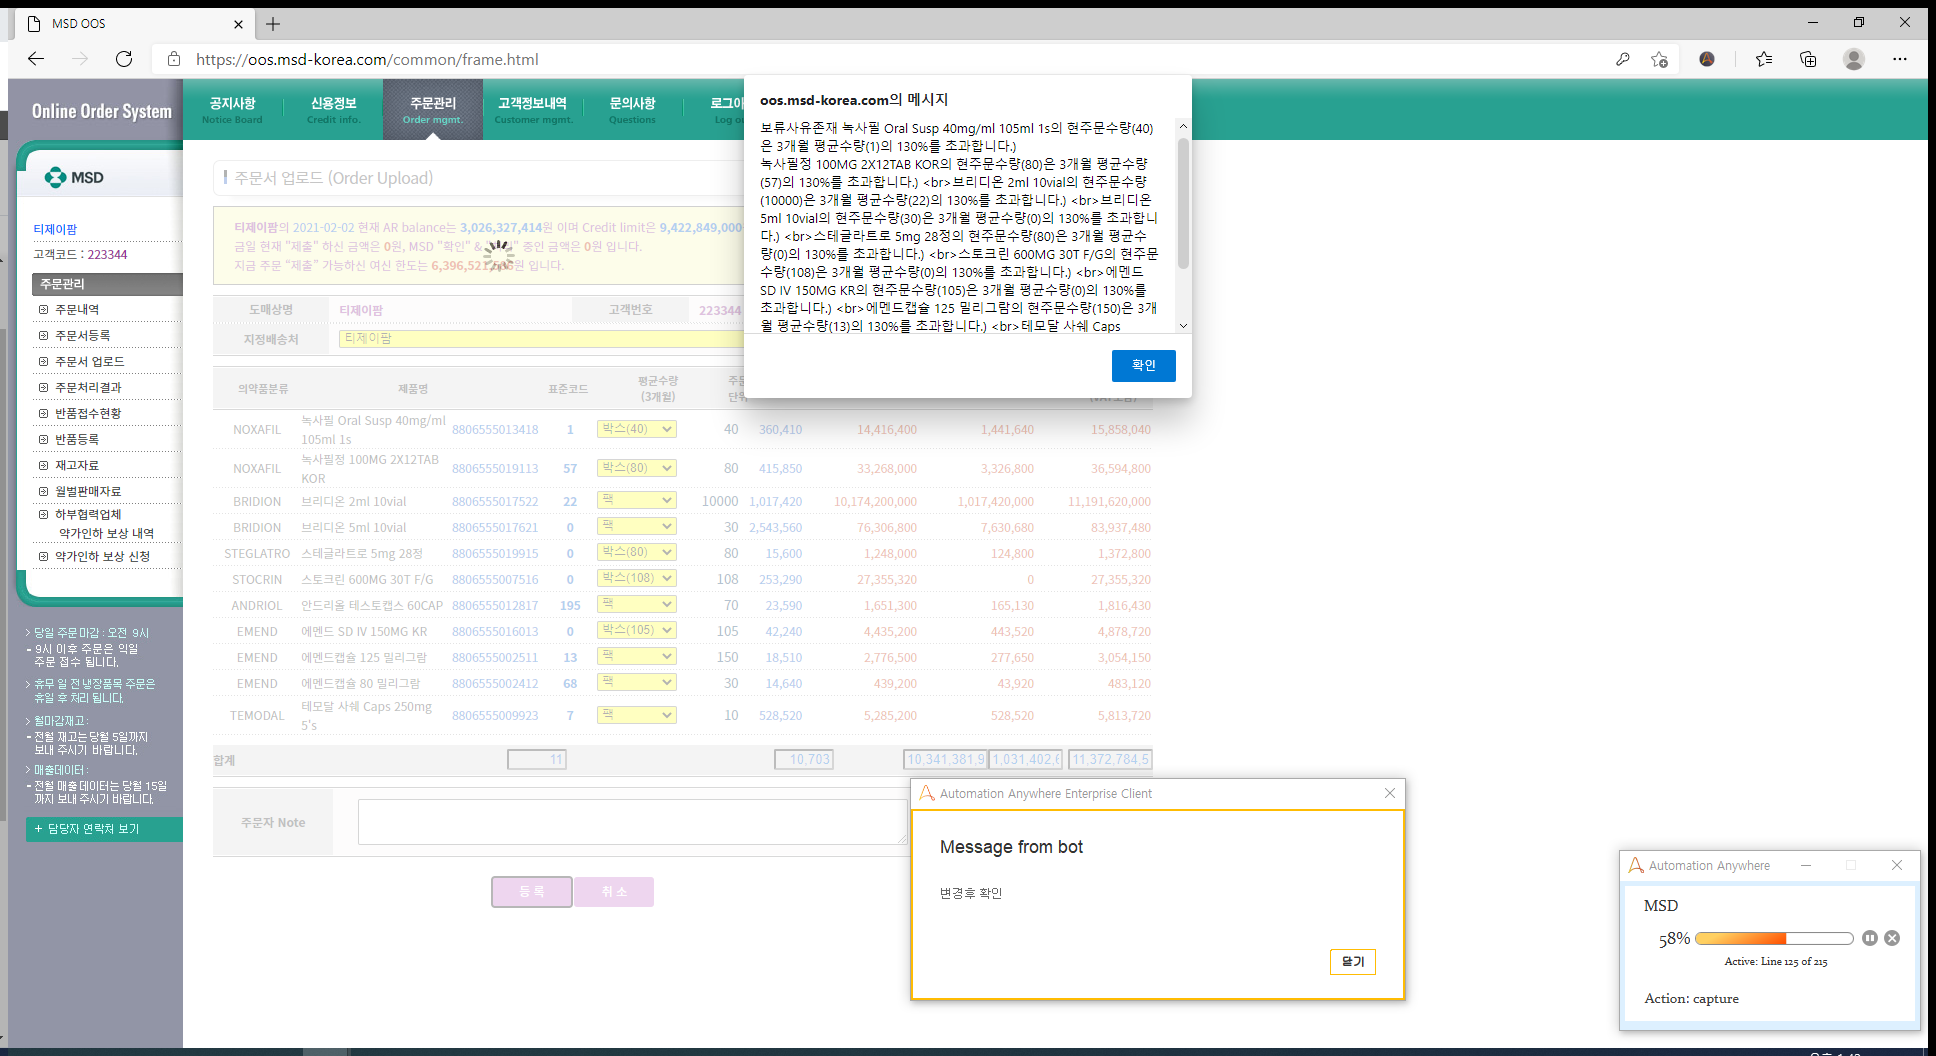 MSD OOS
https://oos.msd-korea.com/common/frame.html
Online Order System
공지사항
Notice Board
신용정보
Credit info.
주문관리
Order mgmt.
고객정보내역
Customer mgmt.
문의사항
Questions
로그아
Log ou
MSD
티제이팜
고객코드 : 223344
주문관리
주문내역
주문서등록
주문서 업로드
주문처리결과
반품접수현황
반품등록
재고자료
월별판매자료
하부협력업체
약가인하 보상 내역
약가인하 보상 신청
> 당일 주문 마감 : 오전 9시
- 9시 이후 주문은 익일
주문 접수 됩니다.
> 휴무 일 전 냉장품목 주문은
휴일 후 처리 됩니다.
> 월마감재고 :
- 전월 재고는 당월 5일까지
보내 주시기 바랍니다.
> 매출데이터 :
- 전월 매출 데이터는 당월 15일
까지 보내 주시기 바랍니다.
+ 담당자 연락처 보기
주문서 업로드 (Order Upload)
티제이팜의 2021-02-02 현재 AR balance는 3,026,327,414원 이며 Credit limit은 9,422,849,000
금일 현재 "제출" 하신 금액은 0원, MSD "확인" & 중인 금액은 0원 입니다.
지금 주문 "제출" 가능하신 여신 한도는 원 입니다.
도매상명 티제이팜 고객번호 223344
지정배송처 티제이팜
의약품분류 제품명 표준코드 평균수량 (3개월) 주문 단위
NOXAFIL 녹사필 Oral Susp 40mg/ml 105ml 1s 8806555013418 1 박스(40) 40 360,410 14,416,400 1,441,640 15,858,040
NOXAFIL 녹사필정 100MG 2X12TAB KOR 8806555019113 57 박스(80) 80 415,850 33,268,000 3,326,800 36,594,800
BRIDION 브리디온 2ml 10vial 8806555017522 22 팩 10000 1,017,420 10,174,200,000 1,017,420,000 11,191,620,000
BRIDION 브리디온 5ml 10vial 8806555017621 0 팩 30 2,543,560 76,306,800 7,630,680 83,937,480
STEGLATRO 스테글라트로 5mg 28정 8806555019915 0 박스(80) 80 15,600 1,248,000 124,800 1,372,800
STOCRIN 스토크린 600MG 30T F/G 8806555007516 0 박스(108) 108 253,290 27,355,320 0 27,355,320
ANDRIOL 안드리올 테스토캡스 60CAP 8806555012817 195 팩 70 23,590 1,651,300 165,130 1,816,430
EMEND 에멘드 SD IV 150MG KR 8806555016013 0 박스(105) 105 42,240 4,435,200 443,520 4,878,720
EMEND 에멘드캡슐 125 밀리그람 8806555002511 13 팩 150 18,510 2,776,500 277,650 3,054,150
EMEND 에멘드캡슐 80 밀리그람 8806555002412 68 팩 30 14,640 439,200 43,920 483,120
TEMODAL 테모달 사쉐 Caps 250mg 5's 8806555009923 7 팩 10 528,520 5,285,200 528,520 5,813,720
합계 11 10,703 10,341,381,9 1,031,402,6 11,372,784,5
주문자 Note
등 록
취 소
oos.msd-korea.com의 메시지
보류사유존재 녹사필 Oral Susp 40mg/ml 105ml 1s의 현주문수량(40)
은 3개월 평균수량(1)의 130%를 초과합니다.)
녹사필정 100MG 2X12TAB KOR의 현주문수량(80)은 3개월 평균수량
(57)의 130%를 초과합니다.) <br>브리디온 2ml 10vial의 현주문수량
(10000)은 3개월 평균수량(22)의 130%를 초과합니다.) <br>브리디온
5ml 10vial의 현주문수량(30)은 3개월 평균수량(0)의 130%를 초과합니
다.) <br>스테글라트로 5mg 28정의 현주문수량(80)은 3개월 평균수
량(0)의 130%를 초과합니다.) <br>스토크린 600MG 30T F/G의 현주문
수량(108)은 3개월 평균수량(0)의 130%를 초과합니다.) <br>에멘드
SD IV 150MG KR의 현주문수량(105)은 3개월 평균수량(0)의 130%를
초과합니다.) <br>에멘드캡슐 125 밀리그람의 현주문수량(150)은 3개
월 평균수량(13)의 130%를 초과합니다.) <br>테모달 사쉐 Caps
확인
Automation Anywhere Enterprise Client
Message from bot
변경후 확인
닫기
Automation Anywhere
MSD
58%
Active: Line 125 of 215
Action: capture